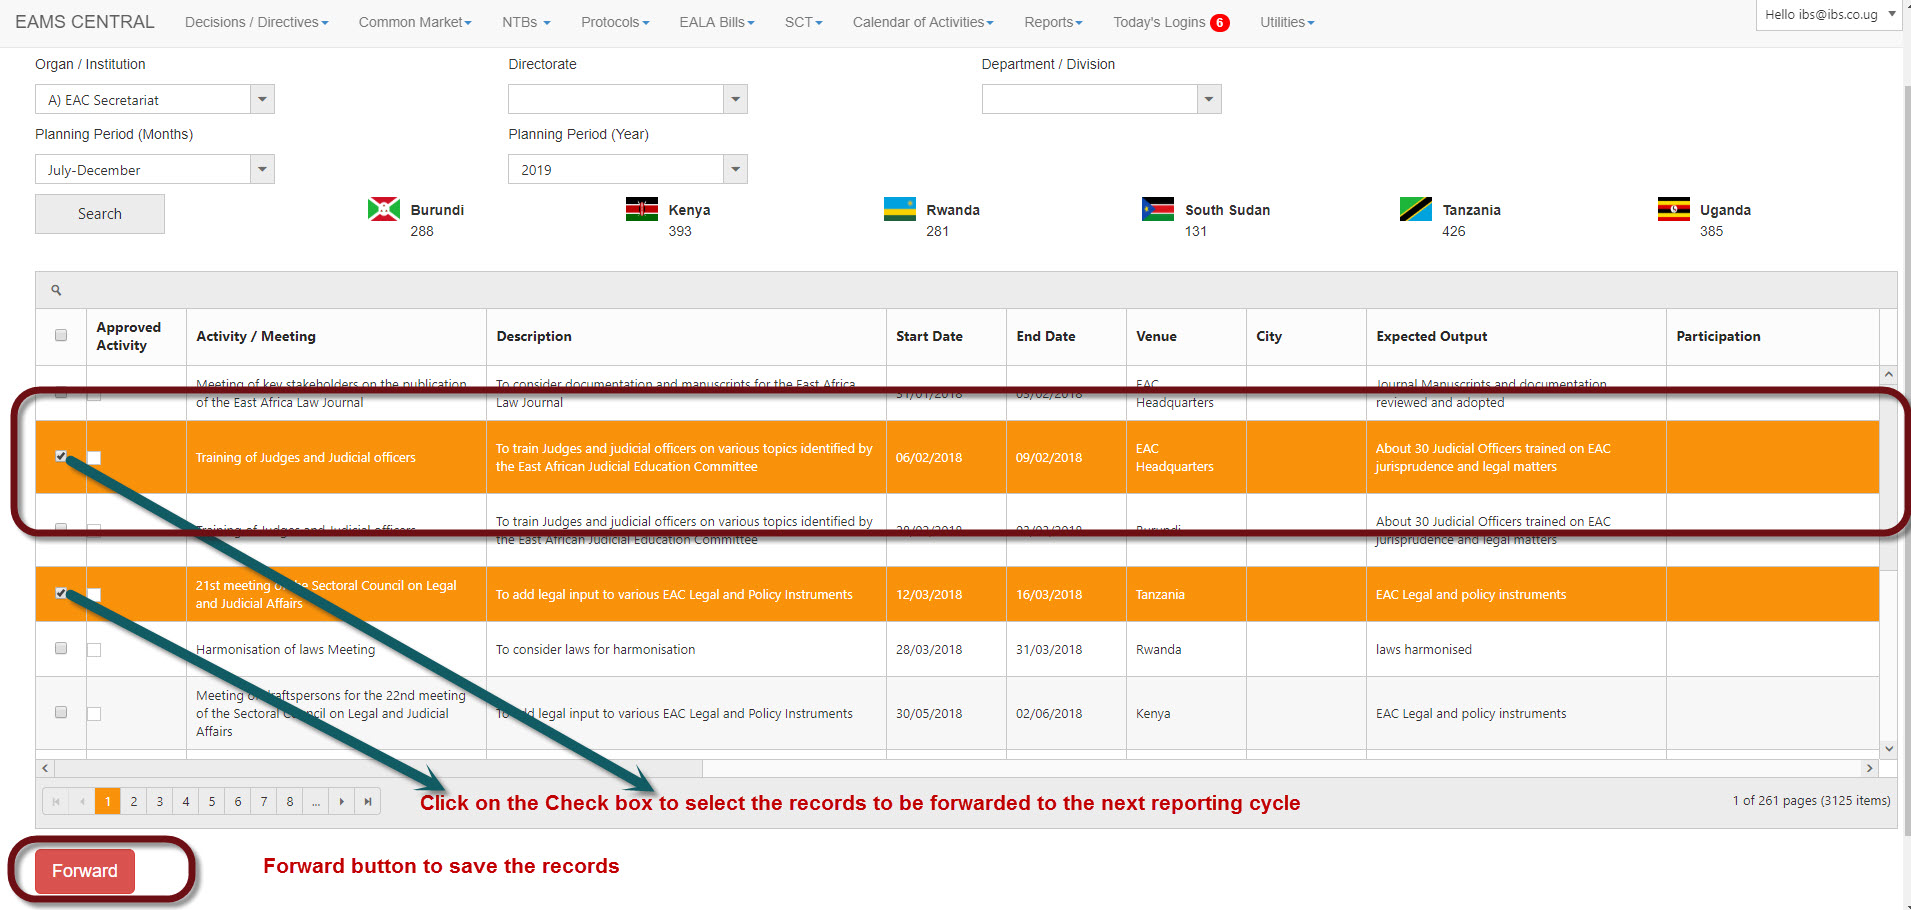 EAMS CENTRAL Decisions / Directives Common Market NTBs Protocols EALA Bills SCT Calendar of Activities Reports Today's Logins 6 Utilities Hello ibs@ibs.co.ug
Organ / Institution Directorate Department / Division
A) EAC Secretariat
Planning Period (Months) Planning Period (Year)
July-December 2019
Search Burundi Kenya Rwanda South Sudan Tanzania Uganda
288 393 281 131 426 385
Approved Activity / Meeting Description Start Date End Date Venue City Expected Output Participation
Activity
Meeting of key stakeholders on the publication To consider documentation and manuscripts for the East Africa EAC Journal Manuscripts and documentation
31/01/2018 03/02/2018
of the East Africa Law Journal Law Journal Headquarters reviewed and adopted
To train Judges and judicial officers on various topics identified by EAC About 30 Judicial Officers trained on EAC
Training of Judges and Judicial officers 06/02/2018 09/02/2018
the East African Judicial Education Committee Headquarters jurisprudence and legal matters
To train Judges and judicial officers on various topics identified by About 30 Judicial Officers trained on EAC
Training of Judges and Judicial officers Burundi
the East African Judicial Education Committee jurisprudence and legal matters
21st meeting of the Sectoral Council on Legal
To add legal input to various EAC Legal and Policy Instruments 12/03/2018 16/03/2018 Tanzania EAC Legal and policy instruments
and Judicial Affairs
Harmonisation of laws Meeting To consider laws for harmonisation 28/03/2018 31/03/2018 Rwanda laws harmonised
Meeting of draftspersons for the 22nd meeting
of the Sectoral Council on Legal and Judicial To add legal input to various EAC Legal and Policy Instruments 30/05/2018 02/06/2018 Kenya EAC Legal and policy instruments
Affairs
1 2 3 4 5 6 7 8 ... 1 of 261 pages (3125 items)
Click on the Check box to select the records to be forwarded to the next reporting cycle
Forward
Forward button to save the records